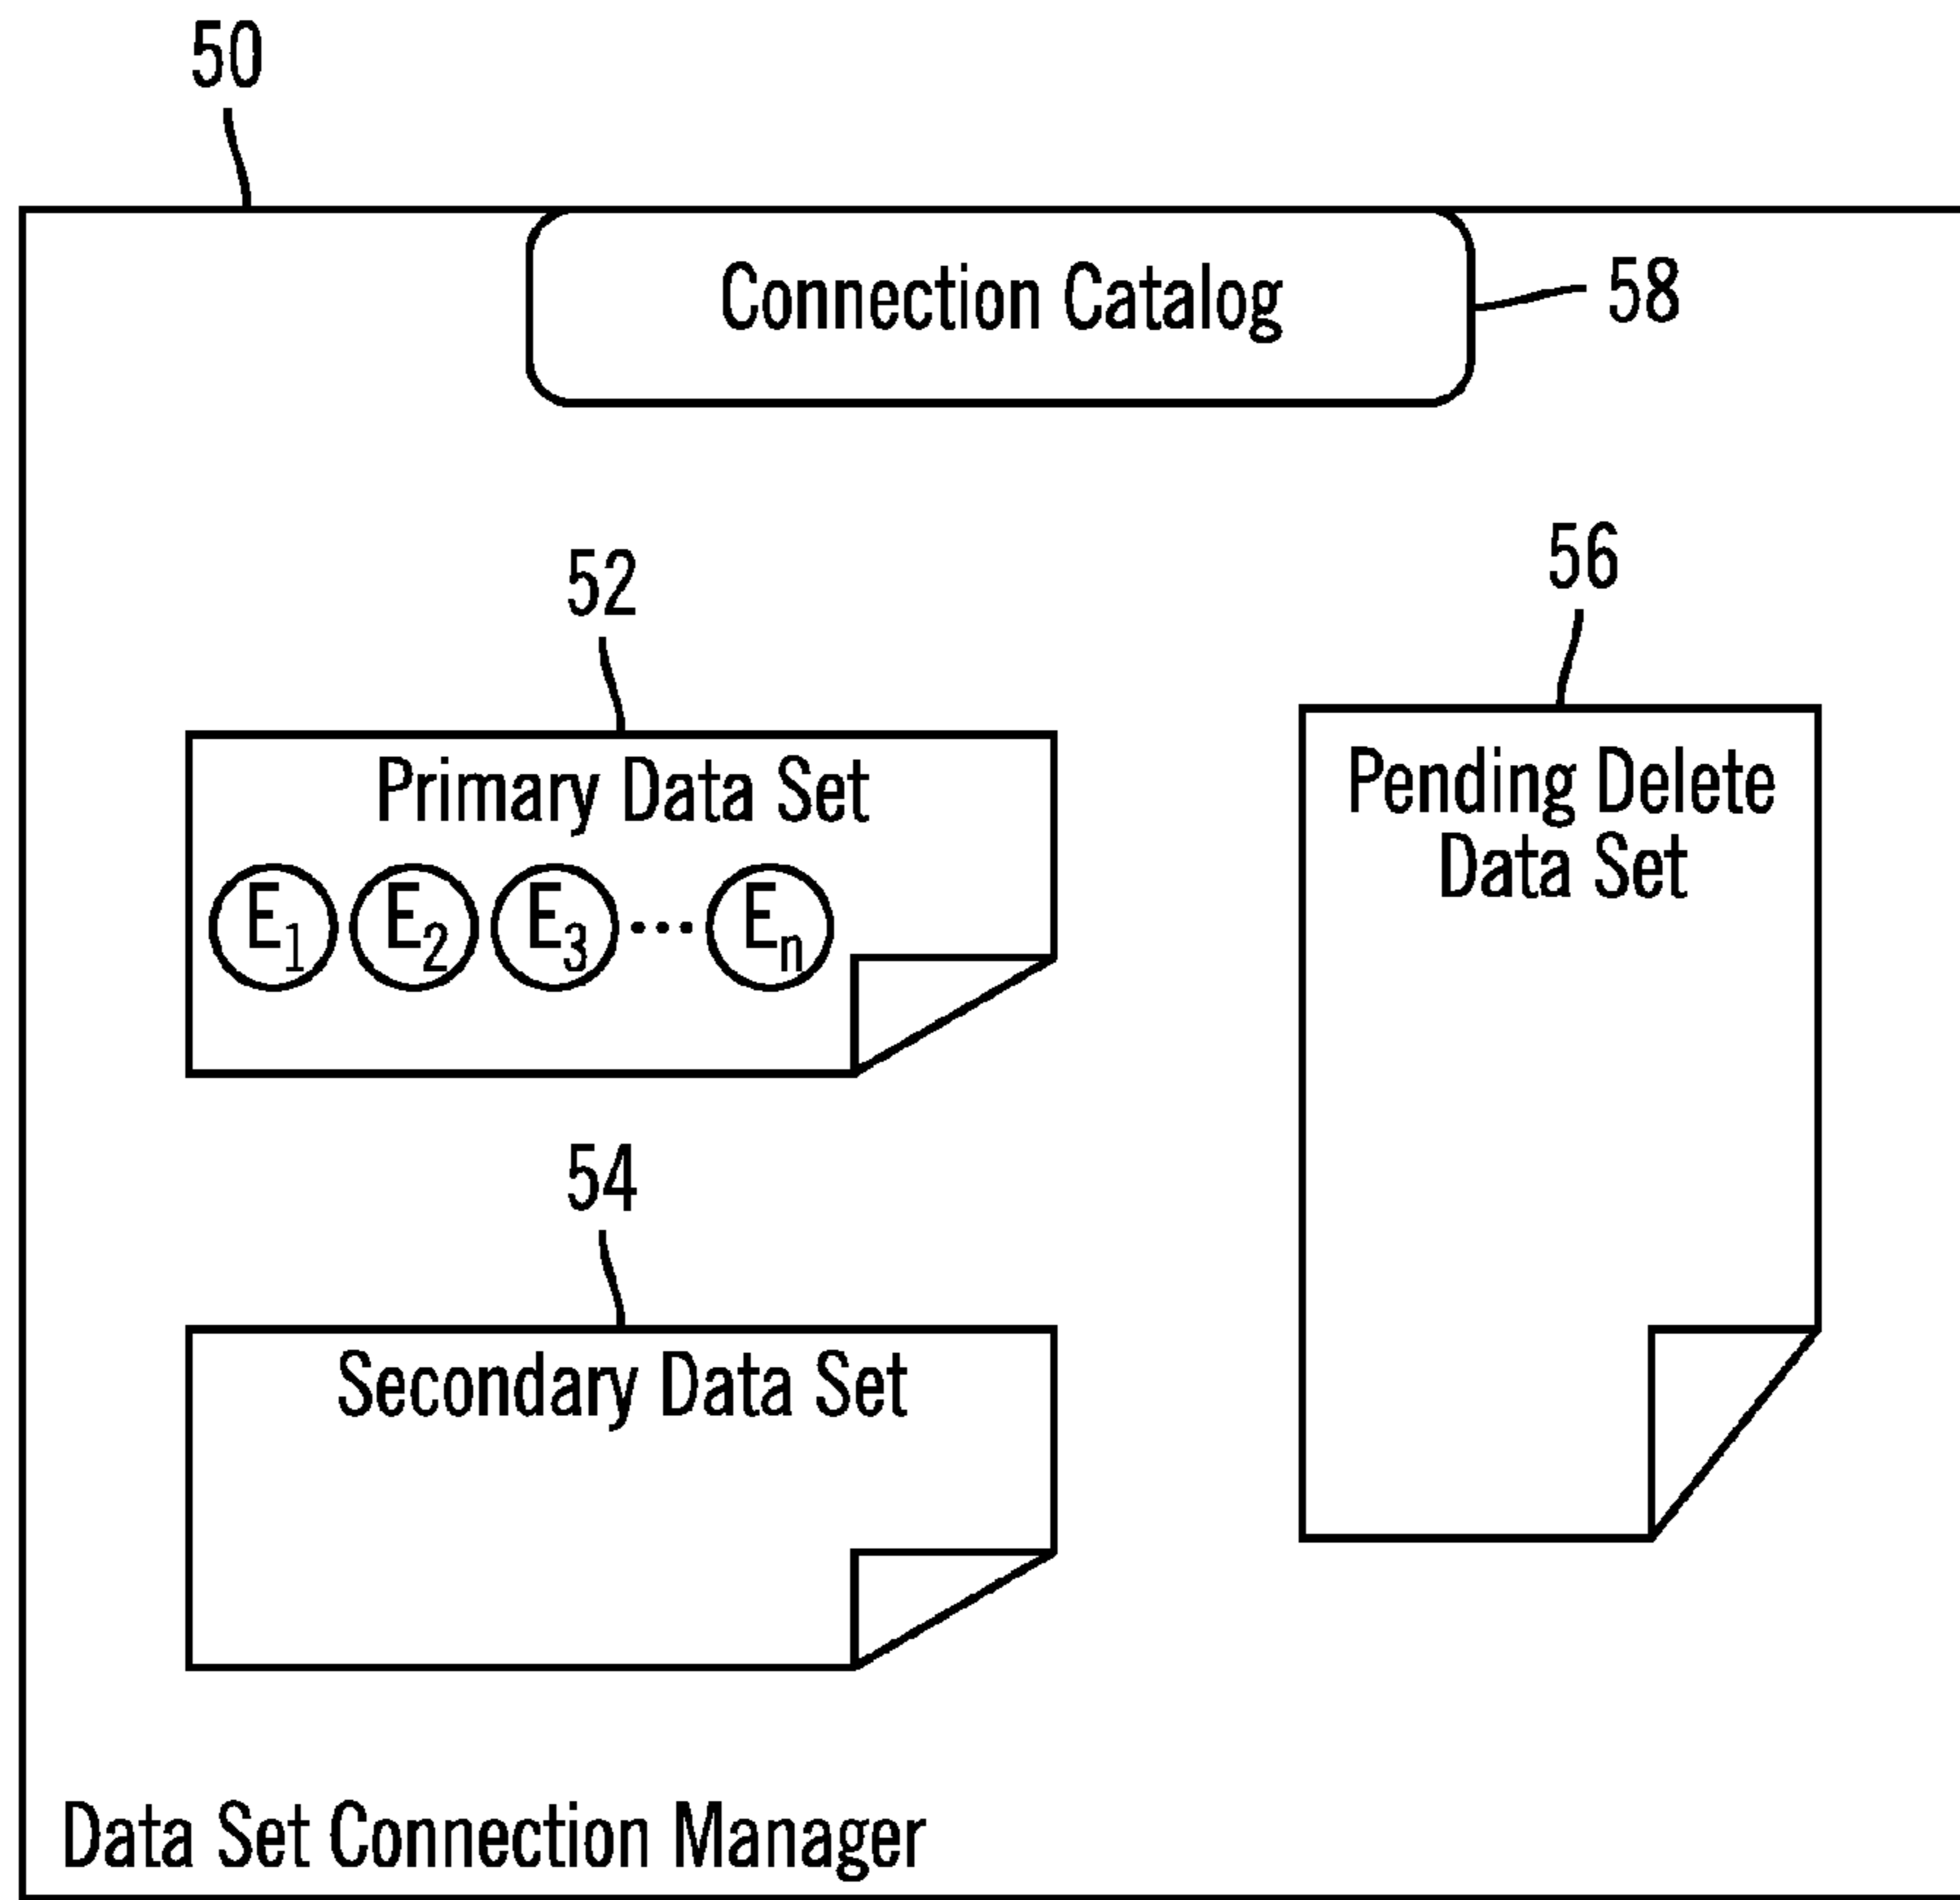 50
Connection Catalog
58
52
56
Primary Data Set
E1 E2 E3 ... En
Pending Delete
Data Set
54
Secondary Data Set
Data Set Connection Manager